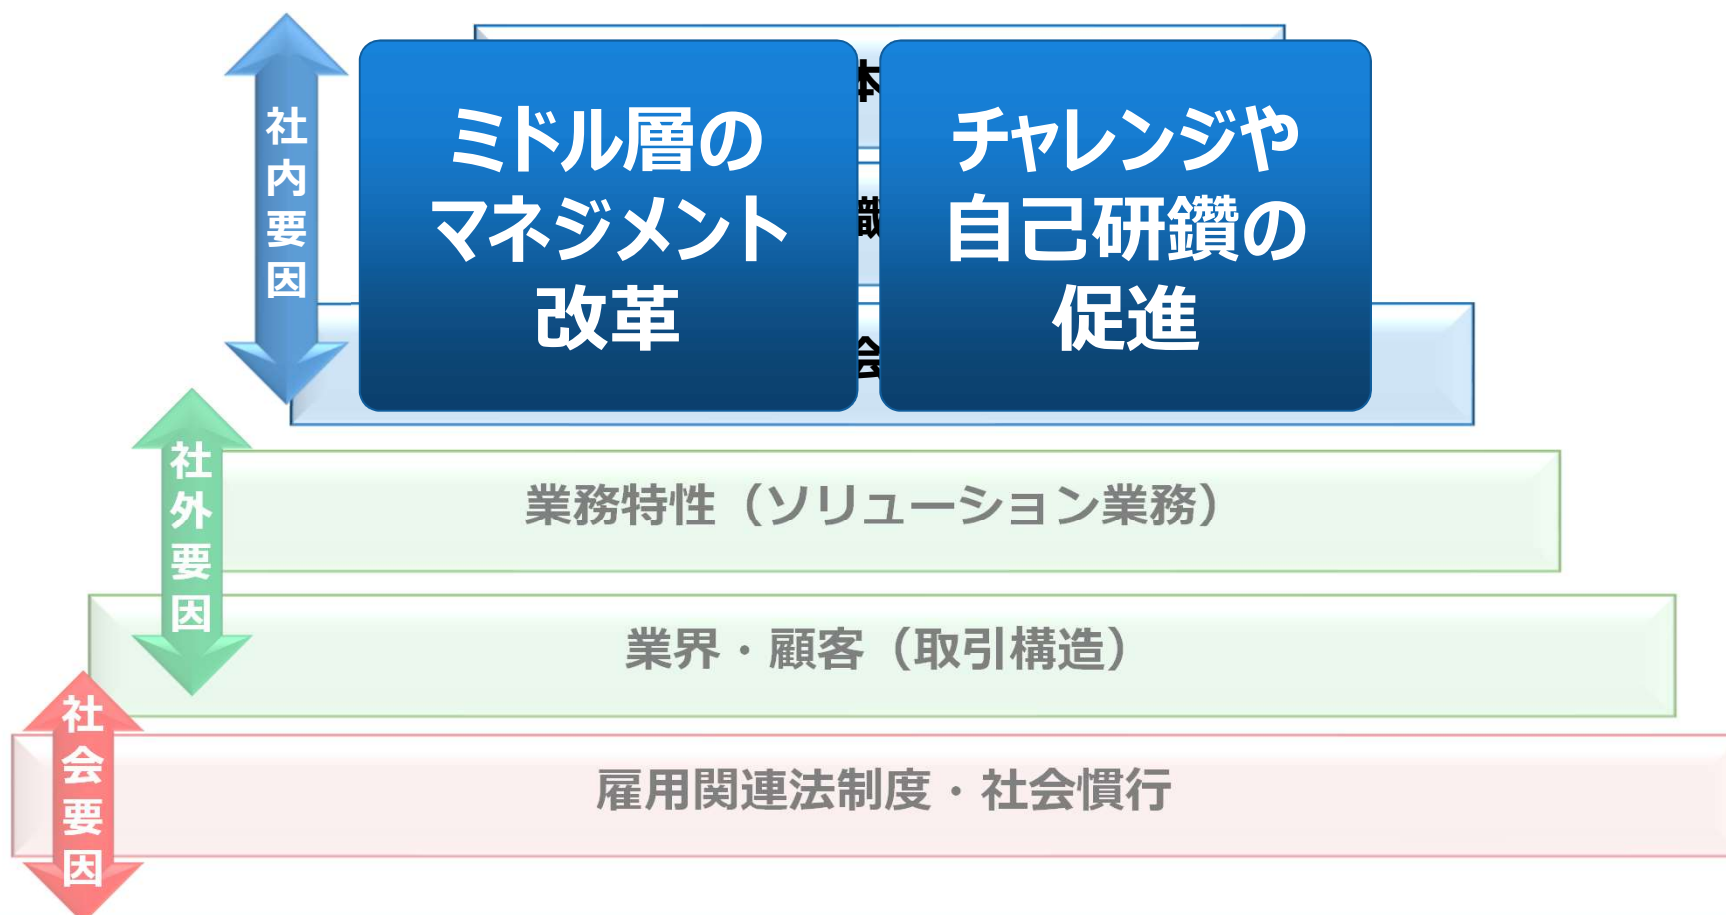 社内要因
ミドル層の
マネジメント
改革
チャレンジや
自己研鑽の
促進
社外要因
業務特性（ソリューション業務）
業界・顧客（取引構造）
社会要因
雇用関連法制度・社会慣行